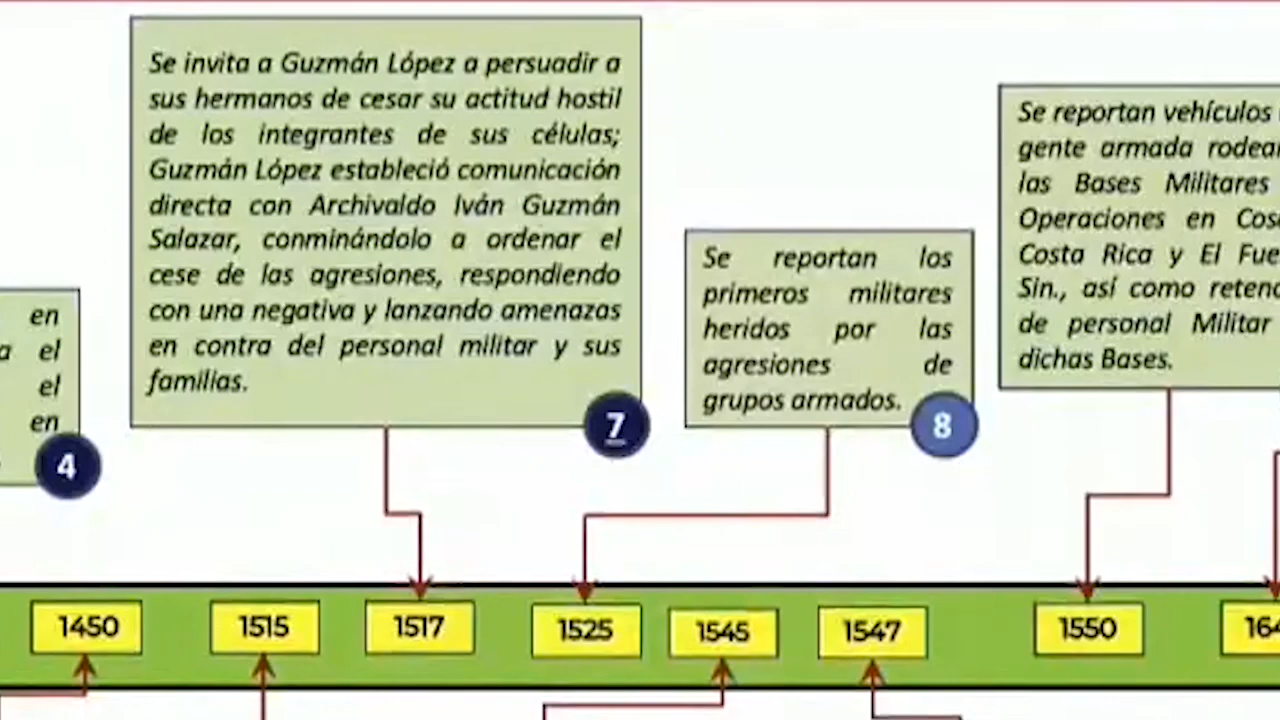 en
el
el
en
4
Se invita a Guzmán López a persuadir a
sus hermanos de cesar su actitud hostil
de los integrantes de sus células;
Guzmán López estableció comunicación
directa con Archivaldo Iván Guzmán
Salazar, conminándolo a ordenar el
cese de las agresiones, respondiendo
con una negativa y lanzando amenazas
en contra del personal militar y sus
familias.
7
Se reportan los
primeros militares
heridos por las
agresiones de
grupos armados.
8
Se reportan vehículos
gente armada
las Bases Militares
Operaciones en
Costa Rica y El
Sin., así como
de personal Militar
dichas Bases.
1450 1515 1517 1525 1545 1547 1550